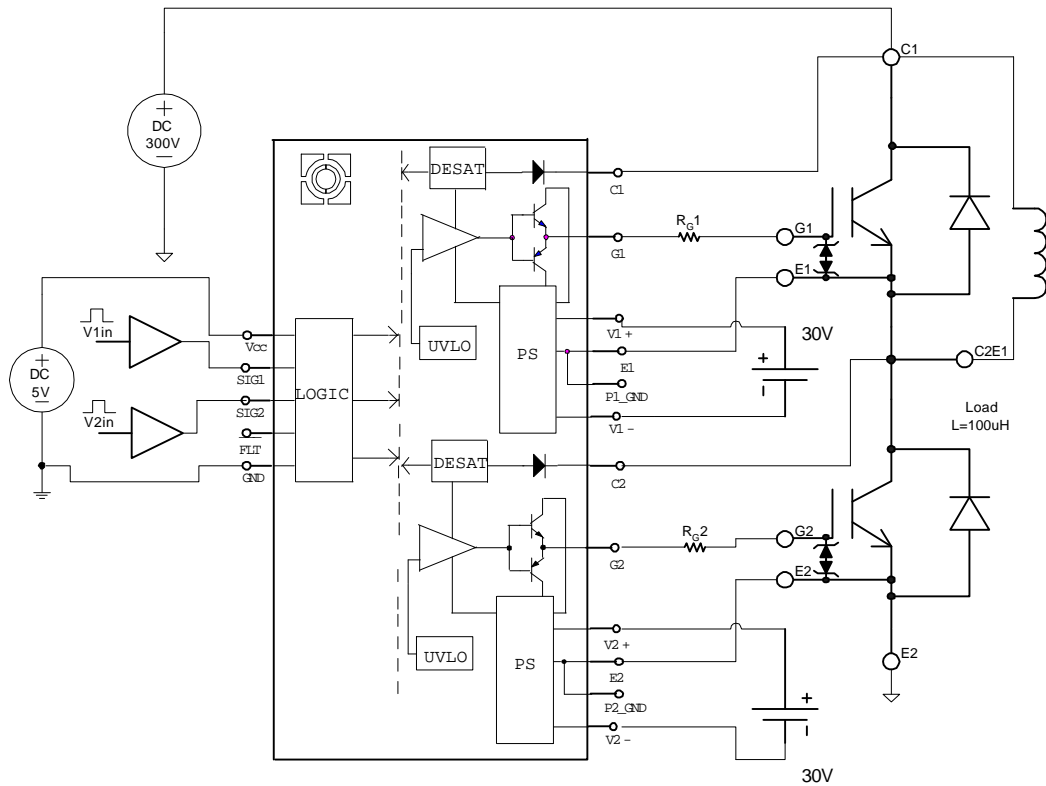 C1
+
DC
300V
DESAT
C1
RG1
G1
G1
E1
V1in
Vcc
V1+
30V
UVLO
PS
E1
+
C2E1
DC
5V
SIG1
LOGIC
P1_GND
SIG2
V1-
Load
L=100uH
V2in
FLT
GND
DESAT
C2
RG2
G2
G2
E2
V2+
UVLO
PS
E2
E2
P2_GND
+
V2-
30V